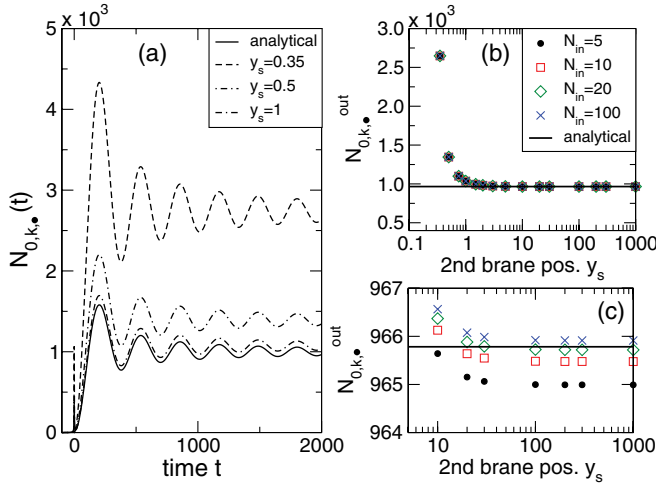 5 x 10³
(a)
analytical
y_s=0.35
y_s=0.5
y_s=1
4
3
2
1
0
N_{0,k,●}(t)
0
500
1000
1500
2000
time t
x 10³
3.0
2.5
2.0
1.5
1.0
0.5
N_{0,k,●}^{out}
(b)
N_in=5
N_in=10
N_in=20
N_in=100
analytical
0.1
1
10
100
1000
2nd brane pos. y_s
967
966
965
964
N_{0,k,●}^{out}
(c)
10
100
1000
2nd brane pos. y_s